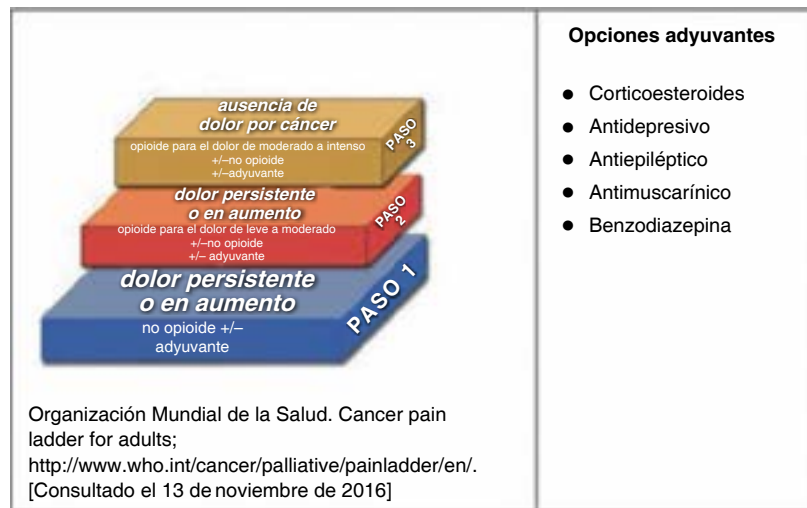 ausencia de
dolor por cáncer
opioide para el dolor de moderado a intenso
+/–no opioide
+/–adyuvante
PASO
3
dolor persistente
o en aumento
opioide para el dolor de leve a moderado
+/–no opioide
+/– adyuvante
PASO
2
dolor persistente
o en aumento
no opioide +/–
adyuvante
PASO 1
Organización Mundial de la Salud. Cancer pain
ladder for adults;
http://www.who.int/cancer/palliative/painladder/en/.
[Consultado el 13 de noviembre de 2016]
Opciones adyuvantes
● Corticoesteroides
● Antidepresivo
● Antiepiléptico
● Antimuscarínico
● Benzodiazepina